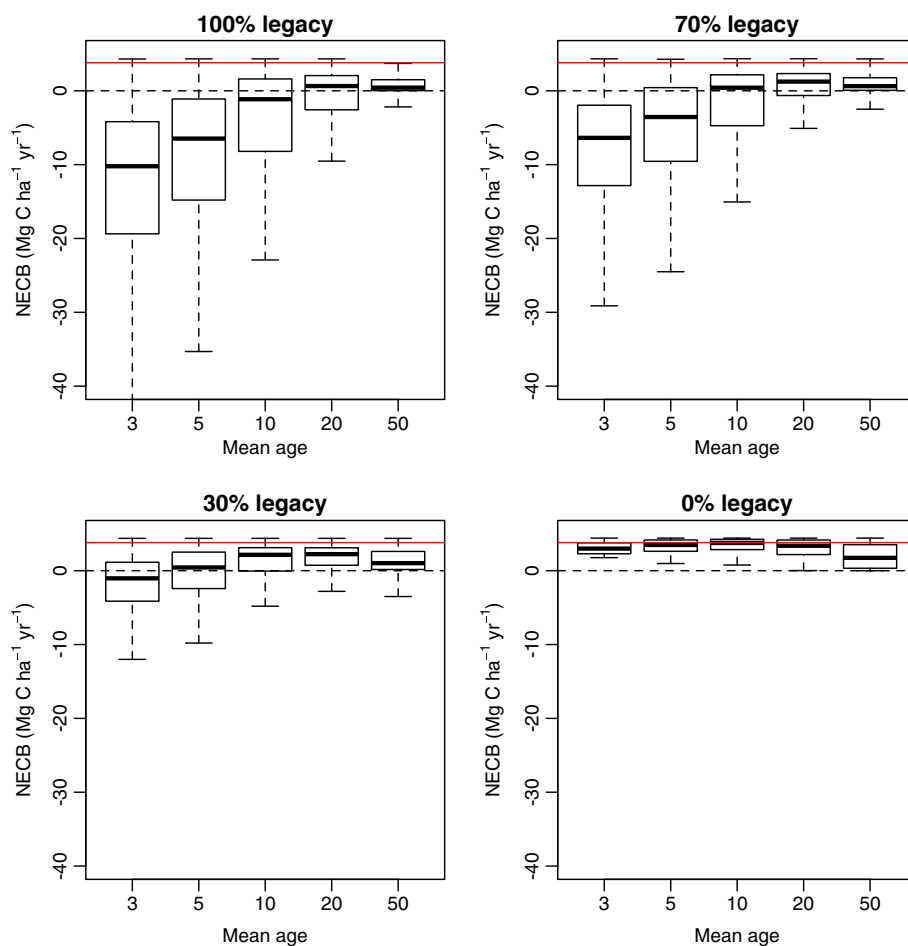 100% legacy
NECB (Mg C ha⁻¹ yr⁻¹)
0
-10
-20
-30
-40
3 5 10 20 50
Mean age
70% legacy
NECB (Mg C ha⁻¹ yr⁻¹)
0
-10
-20
-30
-40
3 5 10 20 50
Mean age
30% legacy
NECB (Mg C ha⁻¹ yr⁻¹)
0
-10
-20
-30
-40
3 5 10 20 50
Mean age
0% legacy
NECB (Mg C ha⁻¹ yr⁻¹)
0
-10
-20
-30
-40
3 5 10 20 50
Mean age